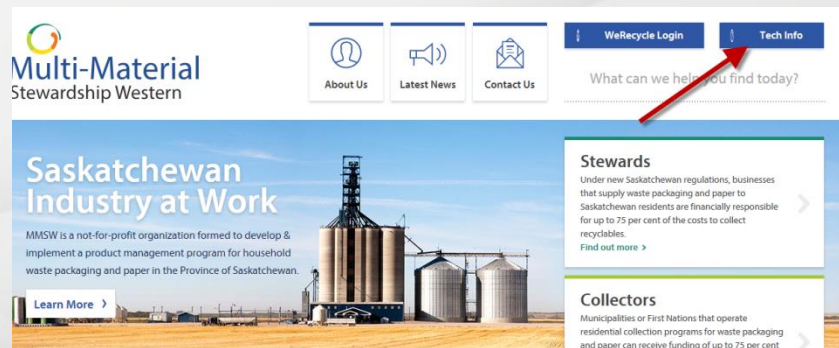 Multi-Material
Stewardship Western
About Us
Latest News
Contact Us
WeRecycle Login
Tech Info
What can we help you find today?
Saskatchewan
Industry at Work
MMSW is a not-for-profit organization formed to develop &
implement a product management program for household
waste packaging and paper in the Province of Saskatchewan.
Learn More
Stewards
Under new Saskatchewan regulations, businesses
that supply waste packaging and paper to
Saskatchewan residents are financially responsible
for up to 75 per cent of the costs to collect
recyclables.
Find out more
Collectors
Municipalities or First Nations that operate
residential collection programs for waste packaging
and paper can receive funding of up to 75 per cent